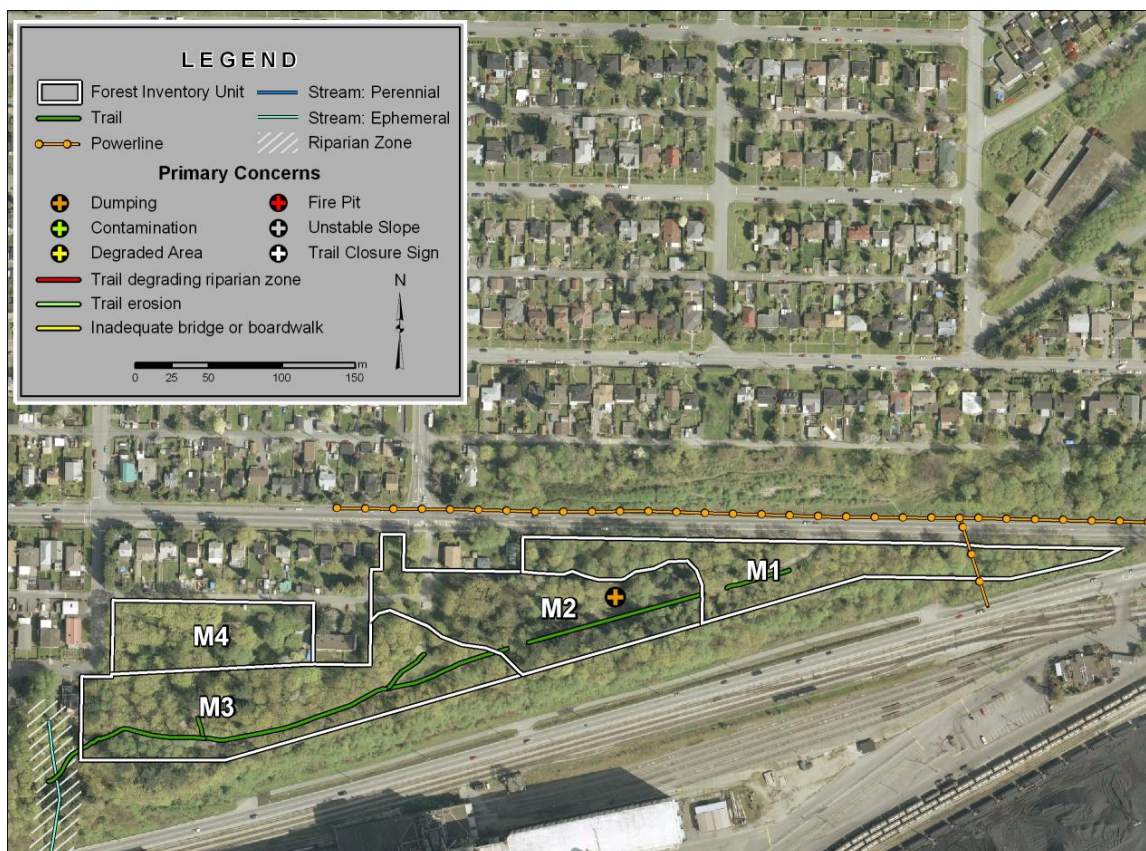 LEGEND
Forest Inventory Unit
Stream: Perennial
Trail
Stream: Ephemeral
Powerline
Riparian Zone
Primary Concerns
Dumping
Fire Pit
Contamination
Unstable Slope
Degraded Area
Trail Closure Sign
Trail degrading riparian zone
Trail erosion
N
Inadequate bridge or boardwalk
m
0 25 50 100 150
M1
M2
M4
M3